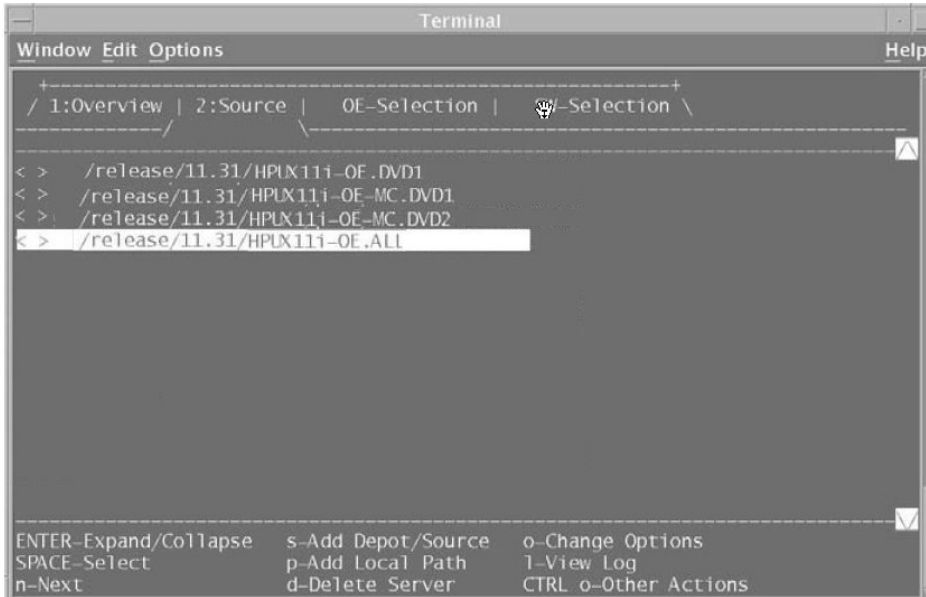 Terminal
Window Edit Options Help
/ 1:Overview | 2:Source | OE-Selection | -Selection \
< > /release/11.31/HPUX11i-OE.DVD1
< > /release/11.31/HPUX11i-OE-MC.DVD1
< > /release/11.31/HPUX11i-OE-MC.DVD2
< > /release/11.31/HPUX11i-OE.ALL
ENTER-Expand/Collapse s-Add Depot/Source o-Change Options
SPACE-Select p-Add Local Path l-View Log
n-Next d-Delete Server CTRL o-Other Actions